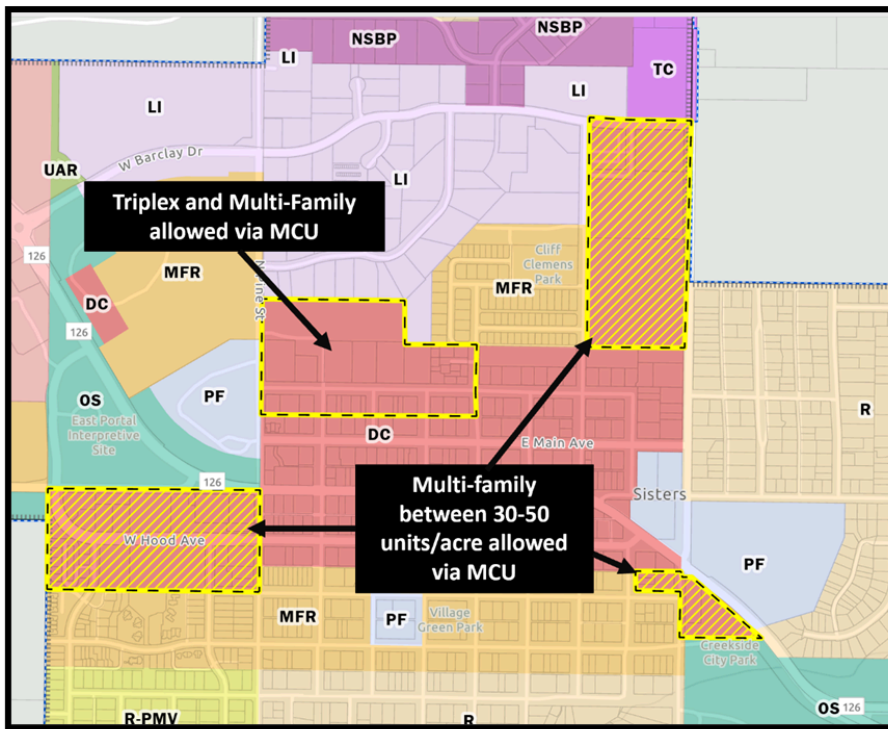 NSBP
NSBP
LI
TC
LI
LI
W Barclay Dr
UAR
LI
Triplex and Multi-Family
allowed via MCU
Cliff
Clemens
Park
126
MFR
MFR
N Pine St
DC
126
OS
PF
R
East Portal
Interpretive
Site
DC
E Main Ave
126
Multi-family
between 30-50
units/acre allowed
via MCU
Sisters
W Hood Ave
PF
MFR
PF
Village
Green Park
Creekside
City Park
R-PMV
R
OS
126